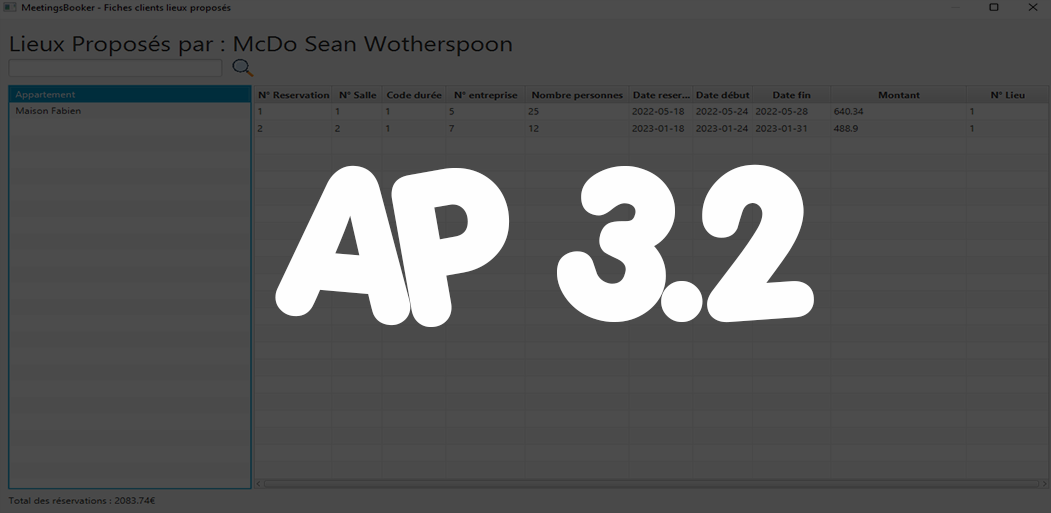 MeetingsBooker - Fiches clients lieux proposés
Lieux Proposés par : McDo Sean Wotherspoon
Appartement
Maison Fabien
N° Reservation N° Salle Code durée N° entreprise Nombre personnes Date reser... Date début Date fin Montant N° Lieu
1 1 1 5 25 2022-05-18 2022-05-24 2022-05-28 640.34 1
2 2 1 7 12 2023-01-18 2023-01-24 2023-01-31 488.9 1
AP 3.2
Total des réservations : 2083.74€